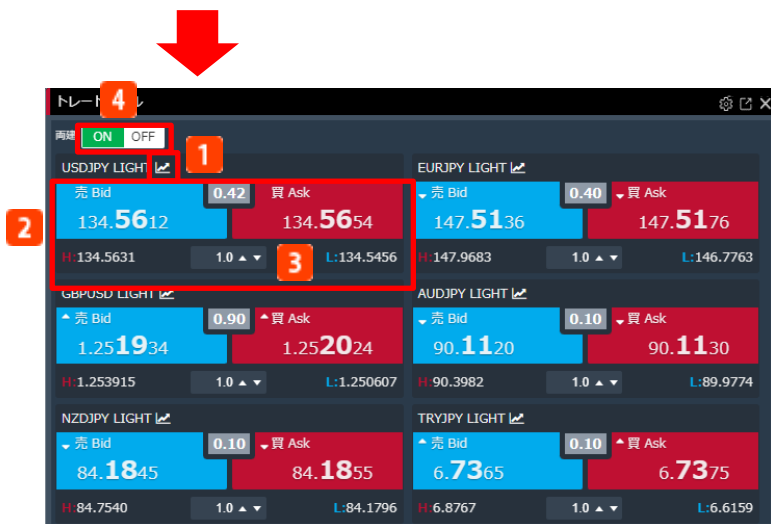 トレード 4 ル
両建 ON OFF
1
USDJPY LIGHT
EURJPY LIGHT
2
売 Bid 0.42 買 Ask
134.5612 134.5654
売 Bid 0.40 買 Ask
147.5136 147.5176
H:134.5631 1.0 3 L:134.5456
H:147.9683 1.0 L:146.7763
GBPUSD LIGHT
AUDJPY LIGHT
売 Bid 0.90 買 Ask
1.251934 1.252024
売 Bid 0.10 買 Ask
90.1120 90.1130
H:1.253915 1.0 L:1.250607
H:90.3982 1.0 L:89.9774
NZDJPY LIGHT
TRYJPY LIGHT
売 Bid 0.10 買 Ask
84.1845 84.1855
売 Bid 0.10 買 Ask
6.7365 6.7375
H:84.7540 1.0 L:84.1796
H:6.8767 1.0 L:6.6159